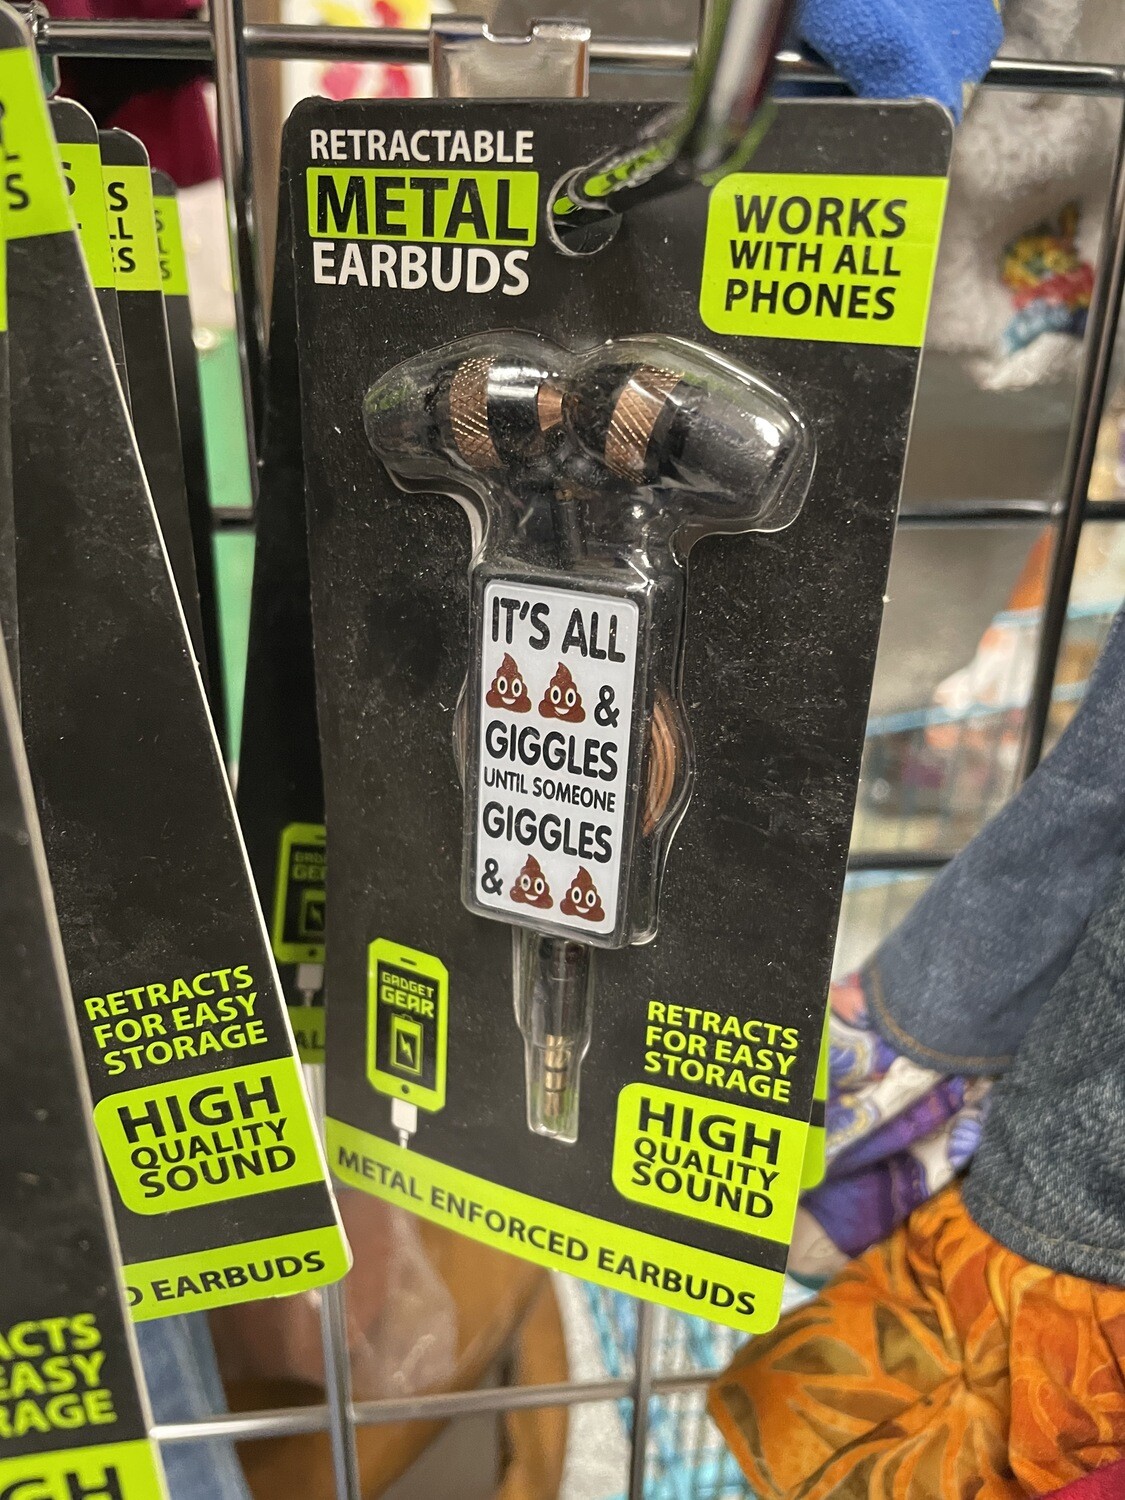 RETRACTABLE
METAL
EARBUDS
WORKS
WITH ALL
PHONES
IT'S ALL
💩 💩 &
GIGGLES
UNTIL SOMEONE
GIGGLES
& 💩 💩
GADGET
GEAR
RETRACTS
FOR EASY
STORAGE
HIGH
QUALITY
SOUND
METAL ENFORCED EARBUDS
RETRACTS
FOR EASY
STORAGE
HIGH
QUALITY
SOUND
EARBUDS